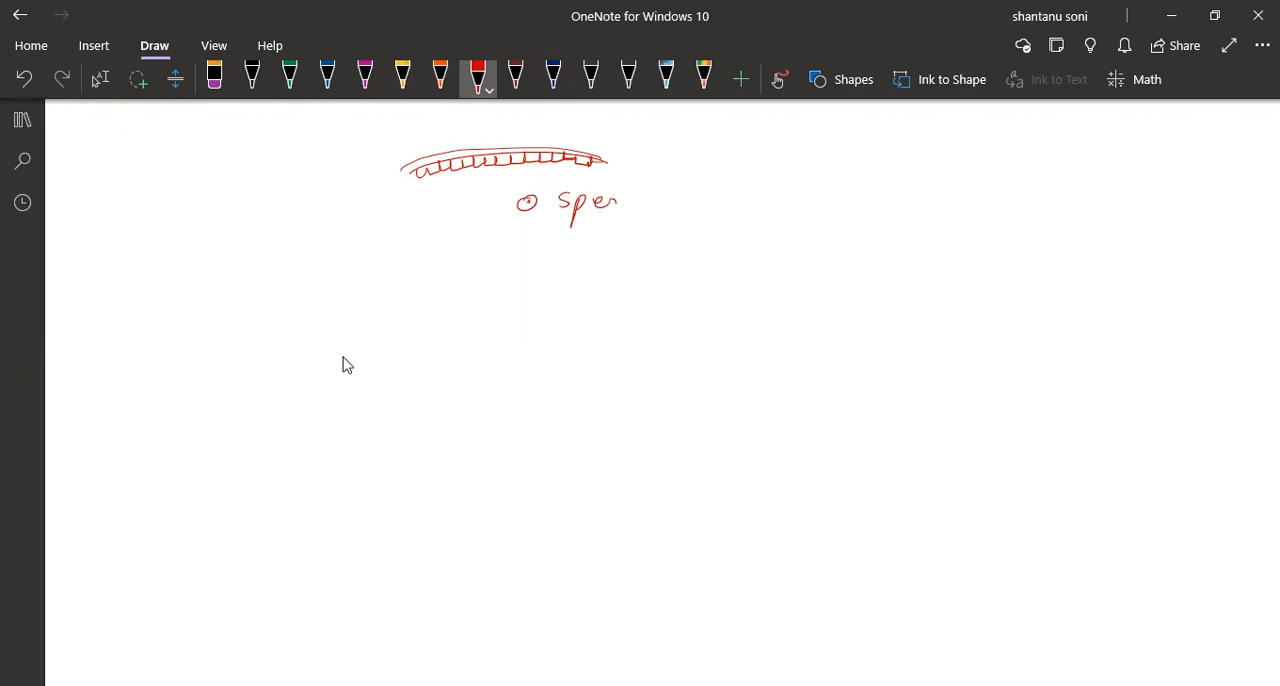 OneNote for Windows 10
shantanu soni
Home Insert Draw View Help
Share
Shapes Ink to Shape Ink to Text Math
sper